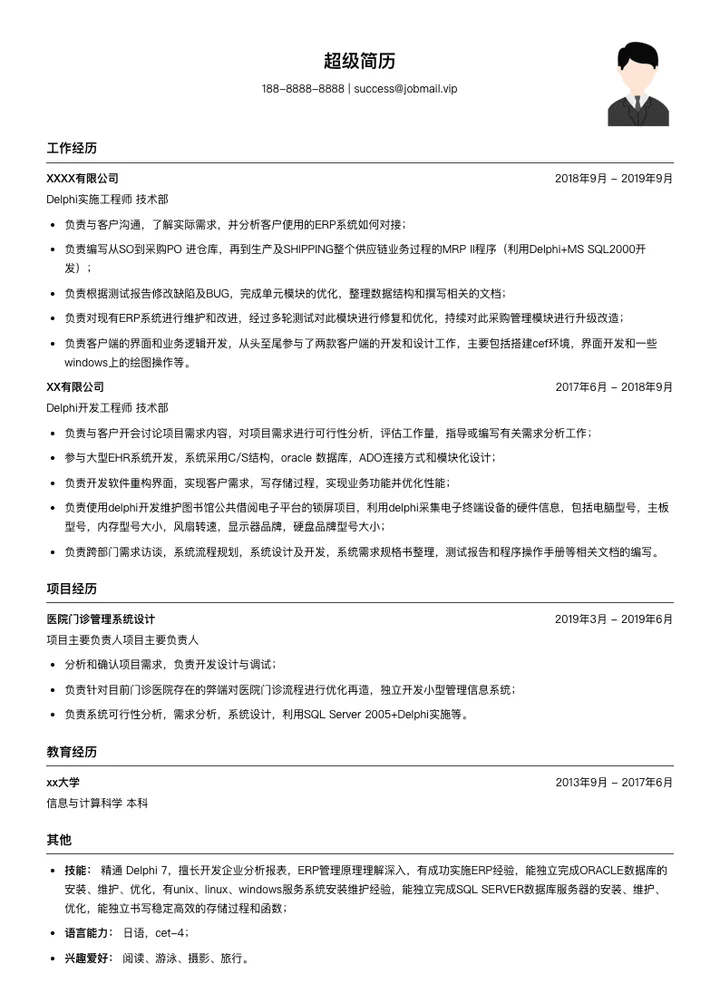 超级简历
188-8888-8888 | success@jobmail.vip
工作经历
XXXX有限公司 2018年9月 – 2019年9月
Delphi实施工程师 技术部
• 负责与客户沟通，了解实际需求，并分析客户使用的ERP系统如何对接；
• 负责编写从SO到采购PO 进仓库，再到生产及SHIPPING整个供应链业务过程的MRP II程序（利用Delphi+MS SQL2000开
发）；
• 负责根据测试报告修改缺陷及BUG，完成单元模块的优化，整理数据结构和撰写相关的文档；
• 负责对现有ERP系统进行维护和改进，经过多轮测试对此模块进行修复和优化，持续对此采购管理模块进行升级改造；
• 负责客户端的界面和业务逻辑开发，从头至尾参与了两款客户端的开发和设计工作，主要包括搭建cef环境，界面开发和一些
windows上的绘图操作等。
XX有限公司 2017年6月 – 2018年9月
Delphi开发工程师 技术部
• 负责与客户开会讨论项目需求内容，对项目需求进行可行性分析，评估工作量，指导或编写有关需求分析工作；
• 参与大型EHR系统开发，系统采用C/S结构，oracle 数据库，ADO连接方式和模块化设计；
• 负责开发软件重构界面，实现客户需求，写存储过程，实现业务功能并优化性能；
• 负责使用delphi开发维护图书馆公共借阅电子平台的锁屏项目，利用delphi采集电子终端设备的硬件信息，包括电脑型号，主板
型号，内存型号大小，风扇转速，显示器品牌，硬盘品牌型号大小；
• 负责跨部门需求访谈，系统流程规划，系统设计及开发，系统需求规格书整理，测试报告和程序操作手册等相关文档的编写。
项目经历
医院门诊管理系统设计 2019年3月 – 2019年6月
项目主要负责人项目主要负责人
• 分析和确认项目需求，负责开发设计与调试；
• 负责针对目前门诊医院存在的弊端对医院门诊流程进行优化再造，独立开发小型管理信息系统；
• 负责系统可行性分析，需求分析，系统设计，利用SQL Server 2005+Delphi实施等。
教育经历
xx大学 2013年9月 – 2017年6月
信息与计算科学 本科
其他
• 技能： 精通 Delphi 7，擅长开发企业分析报表，ERP管理原理理解深入，有成功实施ERP经验，能独立完成ORACLE数据库的
安装、维护、优化，有unix、linux、windows服务系统安装维护经验，能独立完成SQL SERVER数据库服务器的安装、维护、
优化，能独立书写稳定高效的存储过程和函数；
• 语言能力： 日语，cet-4；
• 兴趣爱好： 阅读、游泳、摄影、旅行。